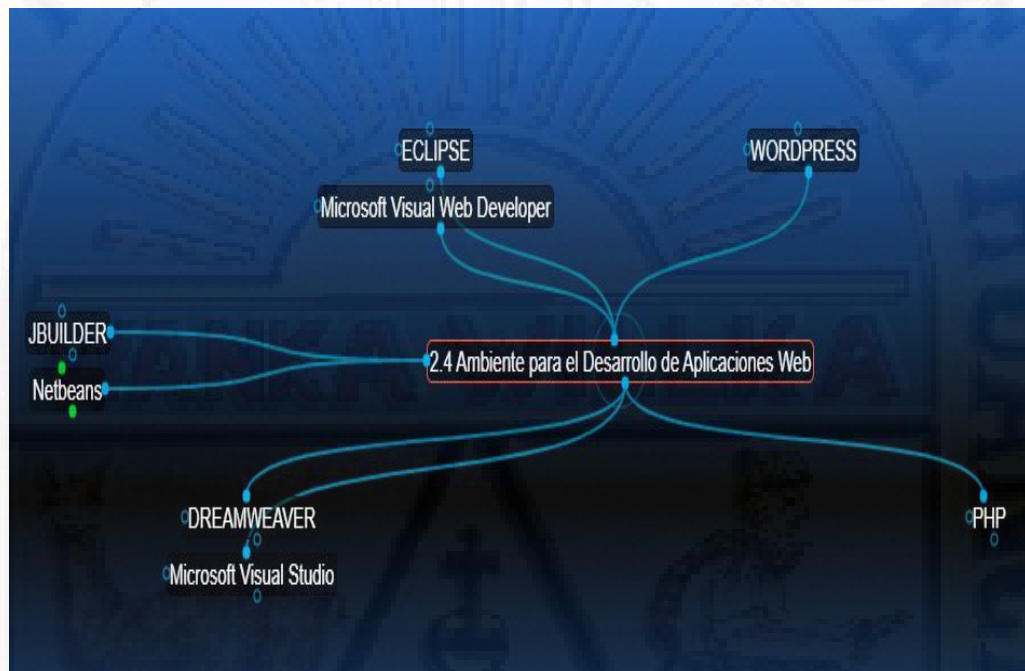 ECLIPSE
WORDPRESS
Microsoft Visual Web Developer
JBUILDER
2.4 Ambiente para el Desarrollo de Aplicaciones Web
Netbeans
DREAMWEAVER
PHP
Microsoft Visual Studio